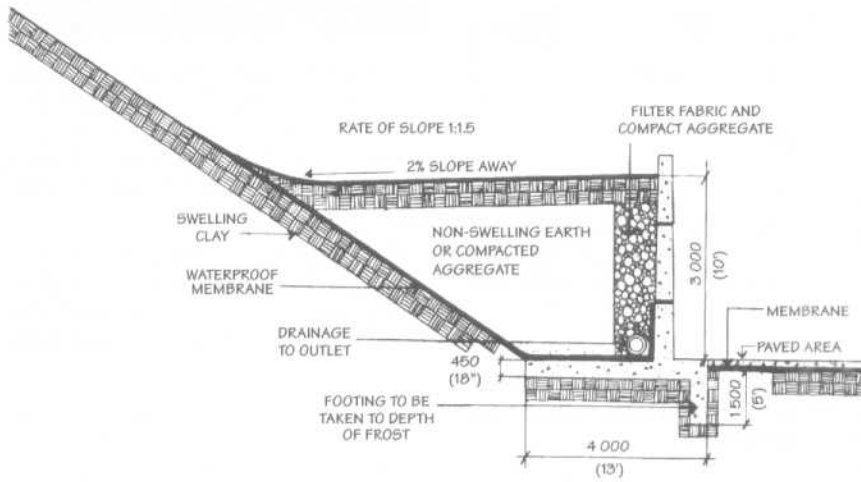 FILTER FABRIC AND
COMPACT AGGREGATE
RATE OF SLOPE 1:1.5
2% SLOPE AWAY
SWELLING
CLAY
NON-SWELLING EARTH
OR COMPACTED
AGGREGATE
WATERPROOF
MEMBRANE
3 000
(10')
MEMBRANE
DRAINAGE
TO OUTLET
PAVED AREA
450
(18")
FOOTING TO BE
TAKEN TO DEPTH
OF FROST
1 500
(5')
4 000
(13')